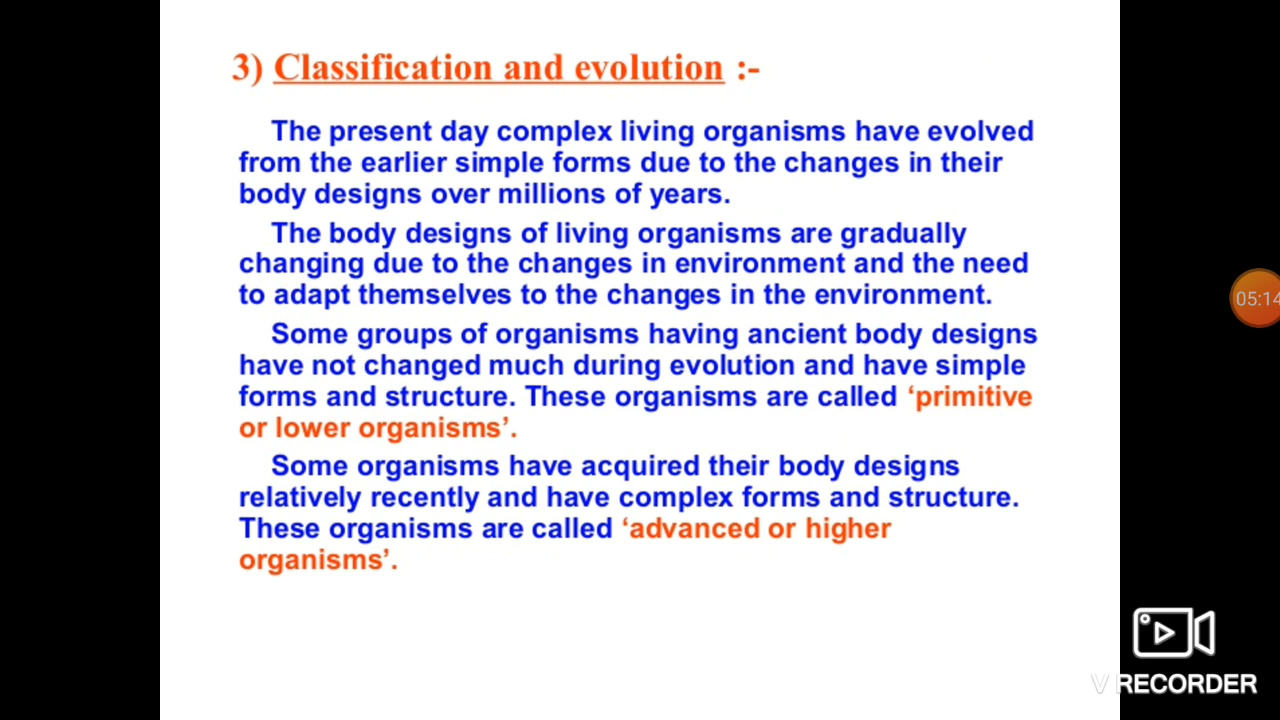 3) Classification and evolution :-
The present day complex living organisms have evolved
from the earlier simple forms due to the changes in their
body designs over millions of years.
The body designs of living organisms are gradually
changing due to the changes in environment and the need
to adapt themselves to the changes in the environment.
Some groups of organisms having ancient body designs
have not changed much during evolution and have simple
forms and structure. These organisms are called ‘primitive
or lower organisms’.
Some organisms have acquired their body designs
relatively recently and have complex forms and structure.
These organisms are called ‘advanced or higher
organisms’.
05:14
V RECORDER